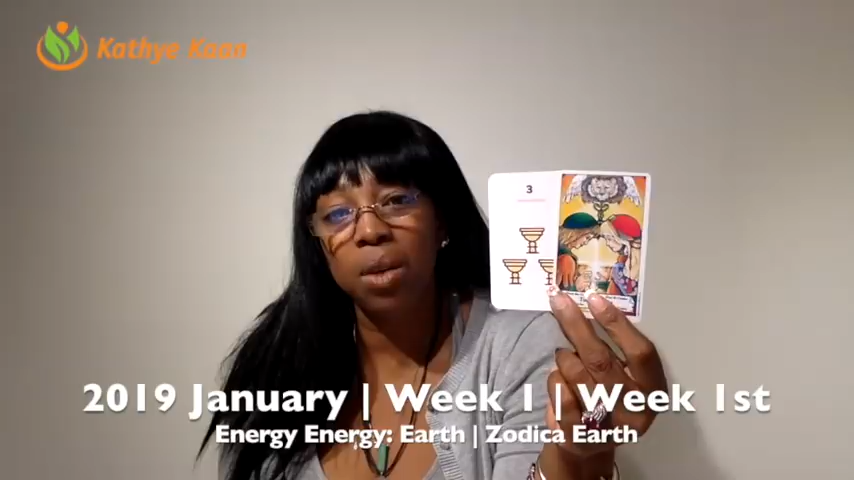 Kathye Kaan
3
2019 January | Week 1 | Week 1st
Energy Energy: Earth | Zodica Earth